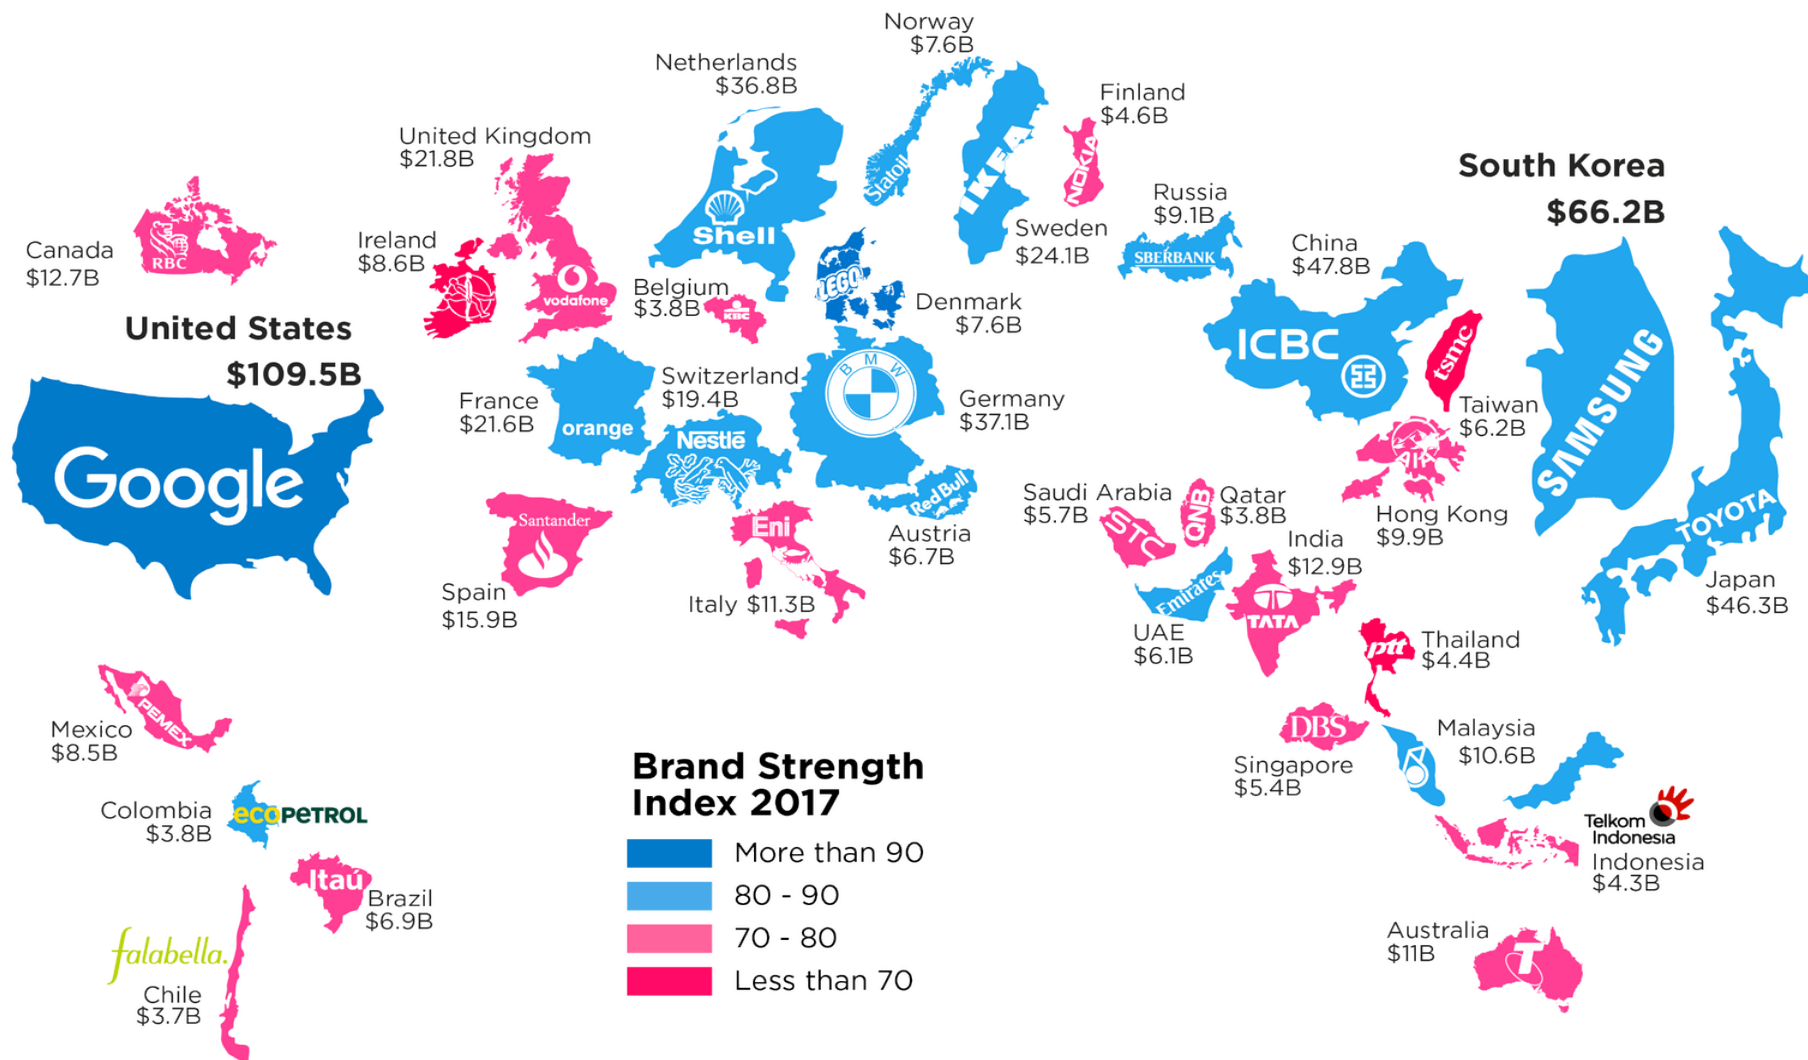 Norway
$7.6B
Netherlands
$36.8B
Finland
$4.6B
United Kingdom
$21.8B
IKEA
NOKIA
Statoil
South Korea
$66.2B
Russia
$9.1B
Shell
Sweden
$24.1B
Canada
$12.7B
RBC
Ireland
$8.6B
SBERBANK
China
$47.8B
vodafone
Belgium
$3.8B
KBC
LEGO
Denmark
$7.6B
United States
$109.5B
ICBC
tsmc
SAMSUNG
BMW
Switzerland
$19.4B
France
$21.6B
orange
Nestlé
Germany
$37.1B
Taiwan
$6.2B
AIA
Google
Red Bull
Saudi Arabia
$5.7B
STC
QNB
Qatar
$3.8B
Hong Kong
$9.9B
TOYOTA
Santander
Eni
Austria
$6.7B
India
$12.9B
Spain
$15.9B
Italy $11.3B
Emirates
TATA
UAE
$6.1B
Japan
$46.3B
ptt
Thailand
$4.4B
PEMEX
Mexico
$8.5B
DBS
Singapore
$5.4B
Malaysia
$10.6B
Colombia
$3.8B
ecoPETROL
Telkom
Indonesia
Indonesia
$4.3B
Itaú
Brazil
$6.9B
falabella.
Chile
$3.7B
Australia
$11B
T
Brand Strength
Index 2017
More than 90
80 - 90
70 - 80
Less than 70